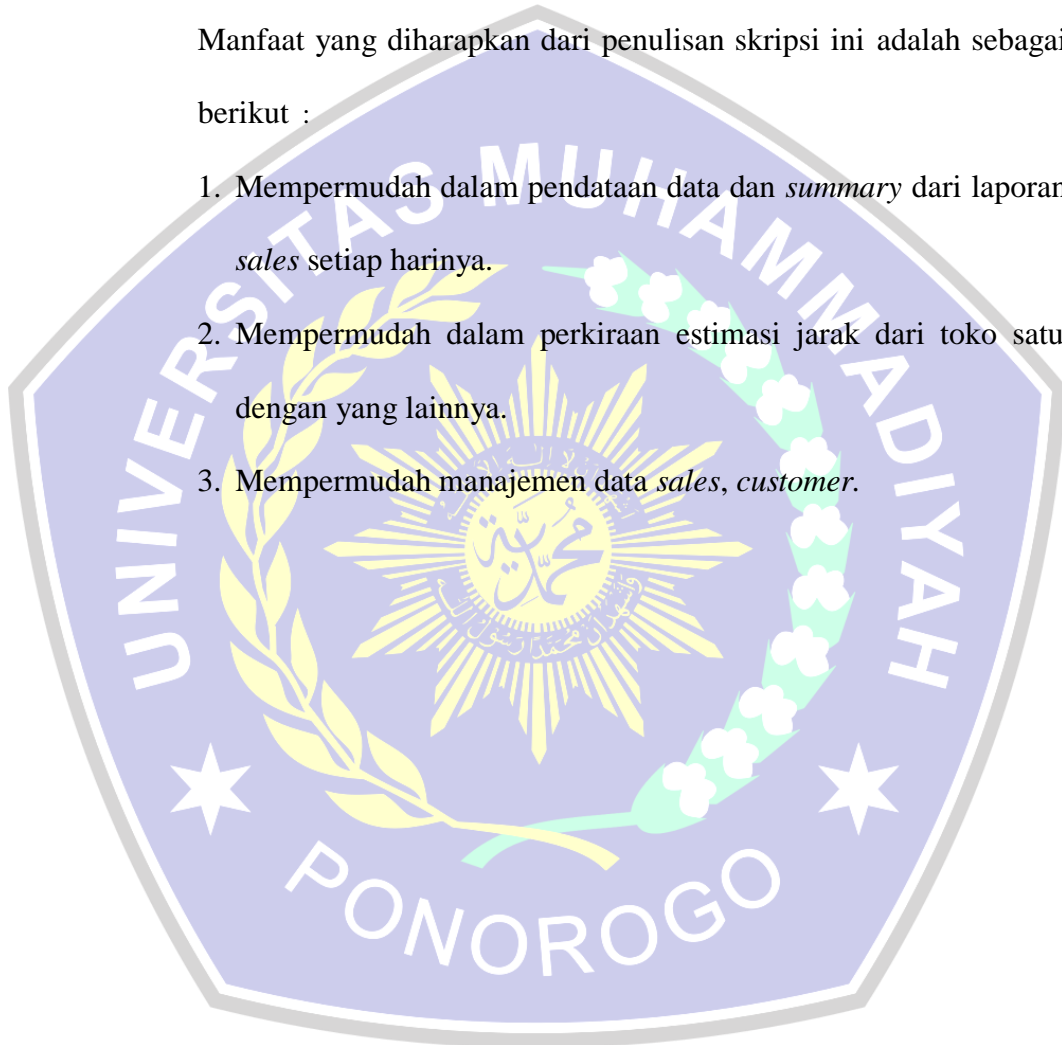 Manfaat yang diharapkan dari penulisan skripsi ini adalah sebagai
berikut :
1. Mempermudah dalam pendataan data dan summary dari laporan
sales setiap harinya.
2. Mempermudah dalam perkiraan estimasi jarak dari toko satu
dengan yang lainnya.
3. Mempermudah manajemen data sales, customer.
UNIVERSITAS MUHAMMADIYAH
PONOROGO